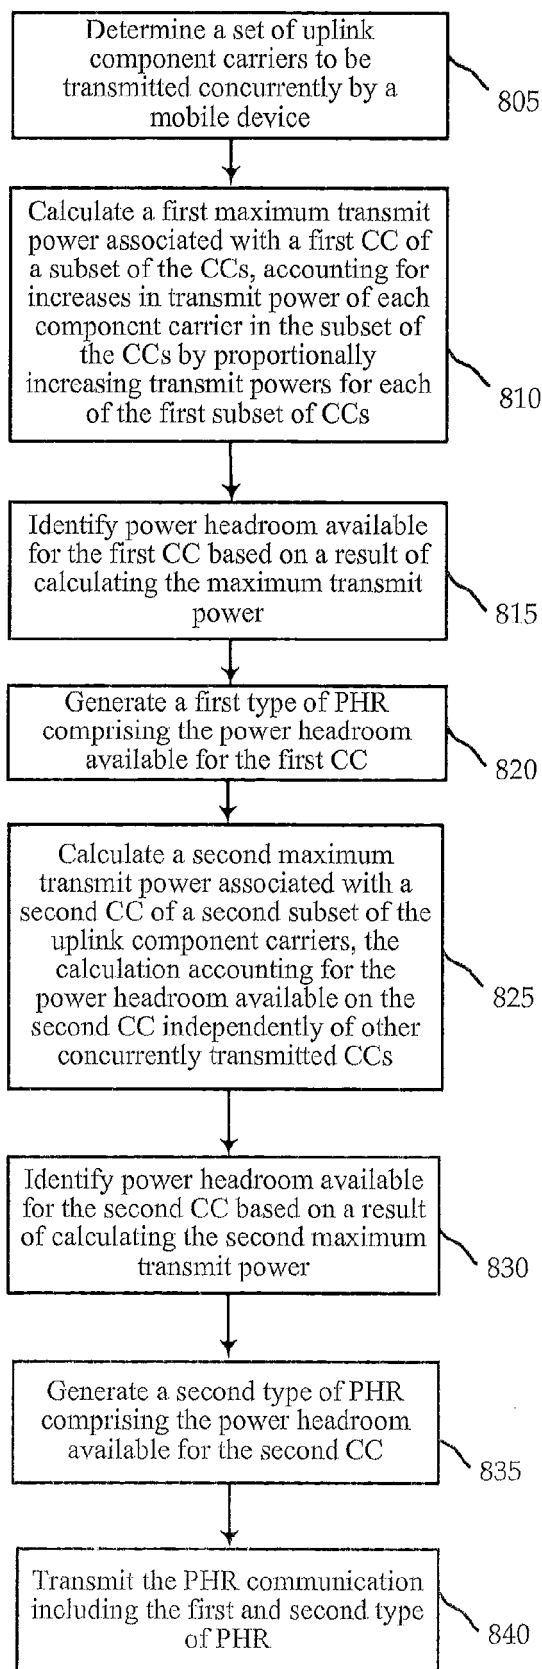 Determine a set of uplink
component carriers to be
transmitted concurrently by a
mobile device
805
Calculate a first maximum transmit
power associated with a first CC of
a subset of the CCs, accounting for
increases in transmit power of each
component carrier in the subset of
the CCs by proportionally
increasing transmit powers for each
of the first subset of CCs
810
Identify power headroom available
for the first CC based on a result of
calculating the maximum transmit
power
815
Generate a first type of PHR
comprising the power headroom
available for the first CC
820
Calculate a second maximum
transmit power associated with a
second CC of a second subset of the
uplink component carriers, the
calculation accounting for the
power headroom available on the
second CC independently of other
concurrently transmitted CCs
825
Identify power headroom available
for the second CC based on a result
of calculating the second maximum
transmit power
830
Generate a second type of PHR
comprising the power headroom
available for the second CC
835
Transmit the PHR communication
including the first and second type
of PHR
840